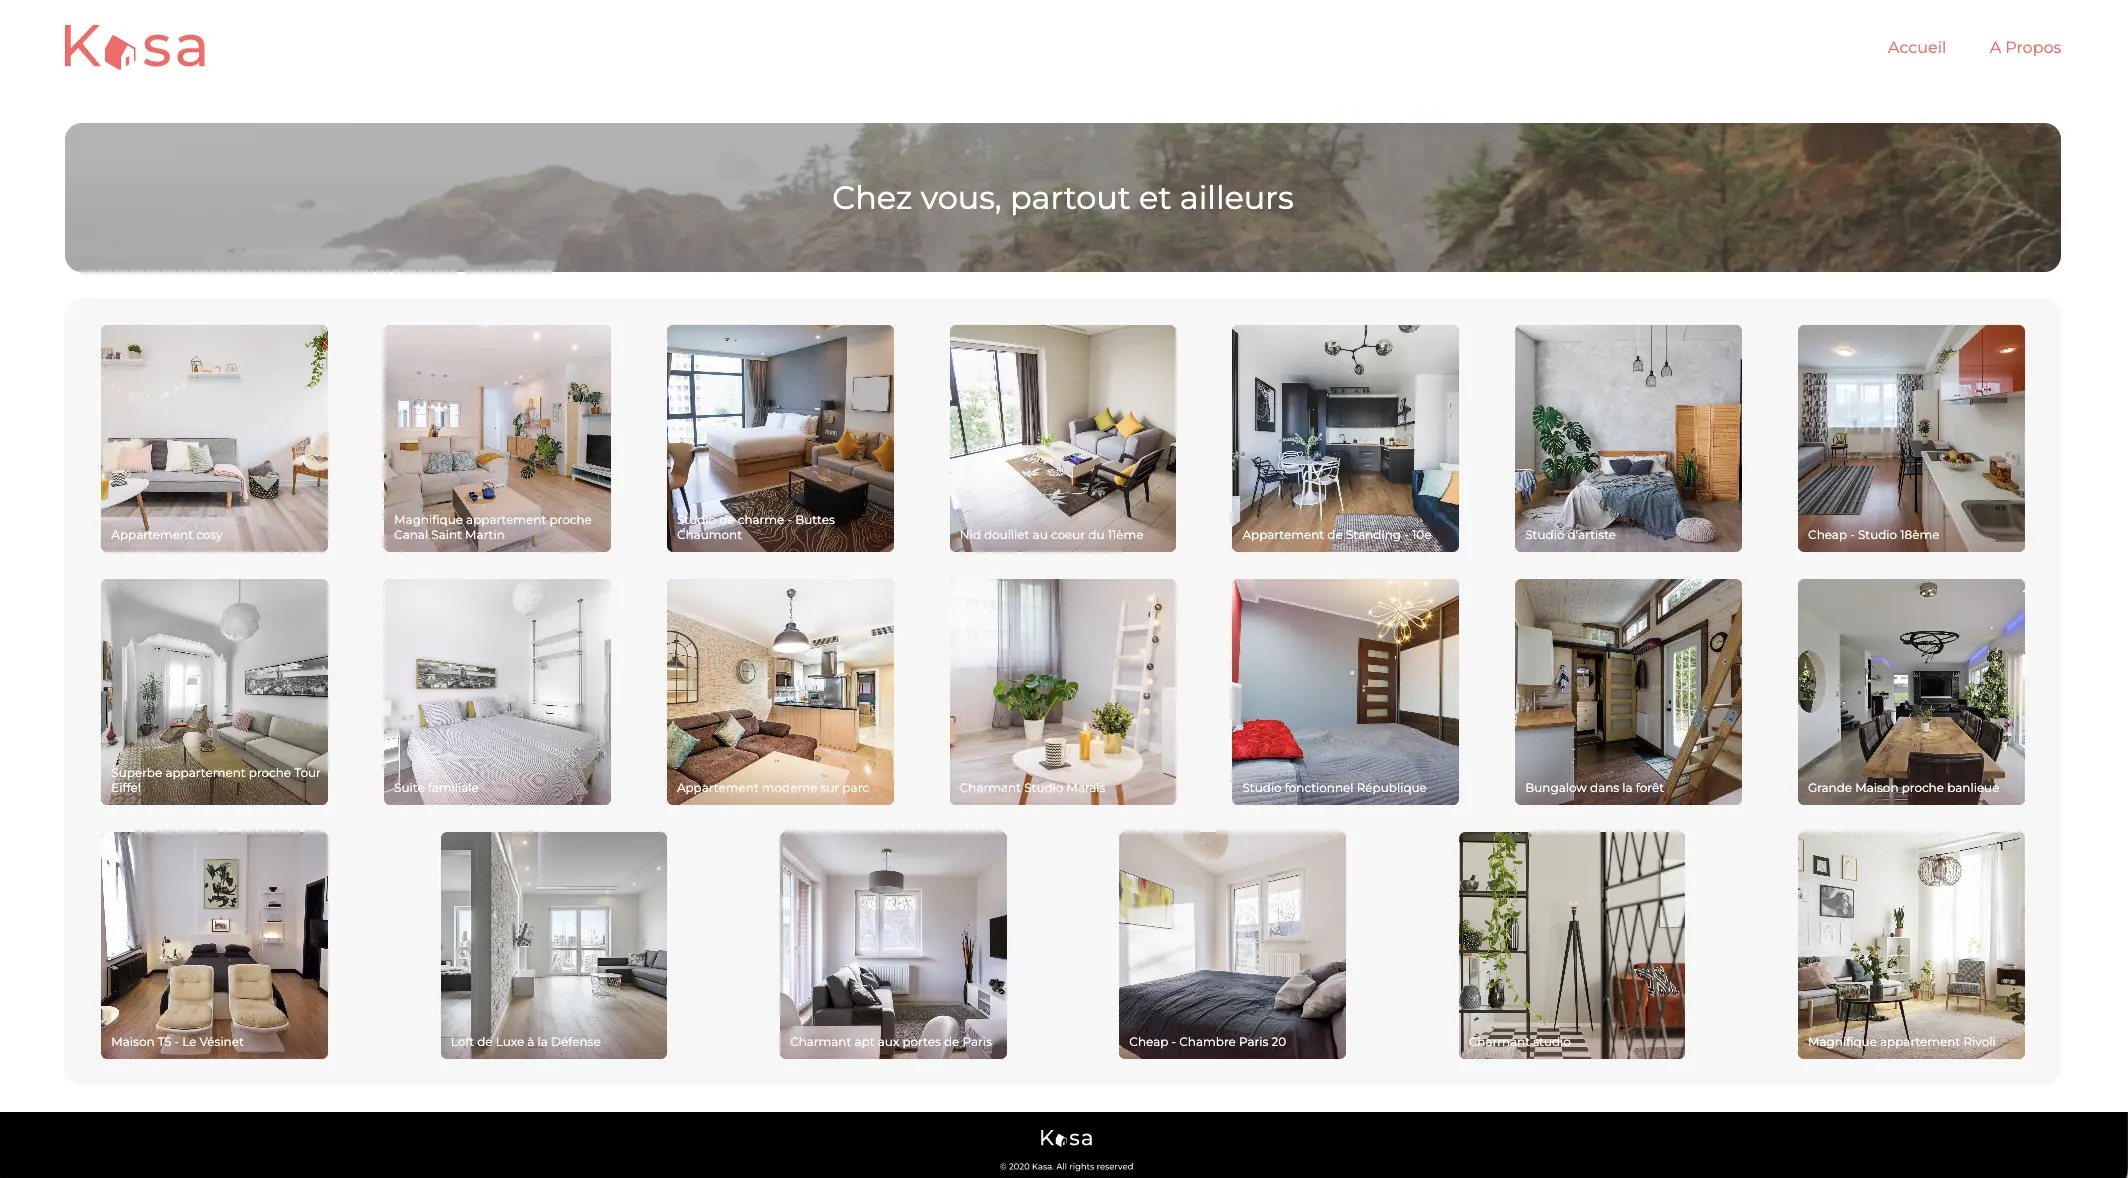 Kasa
Accueil
A Propos
Chez vous, partout et ailleurs
Appartement cosy
Magnifique appartement proche
Canal Saint Martin
Studio de charme - Buttes
Chaumont
Nid douillet au coeur du 11ème
Appartement de Standing - 10e
Studio d'artiste
Cheap - Studio 18ème
Superbe appartement proche Tour
Eiffel
Suite familiale
Appartement moderne sur parc
Charmant Studio Marais
Studio fonctionnel République
Bungalow dans la forêt
Grande Maison proche banlieue
Maison T5 - Le Vésinet
Loft de Luxe à la Défense
Charmant apt aux portes de Paris
Cheap - Chambre Paris 20
Charmant studio
Magnifique appartement Rivoli
Kasa
© 2020 Kasa. All rights reserved